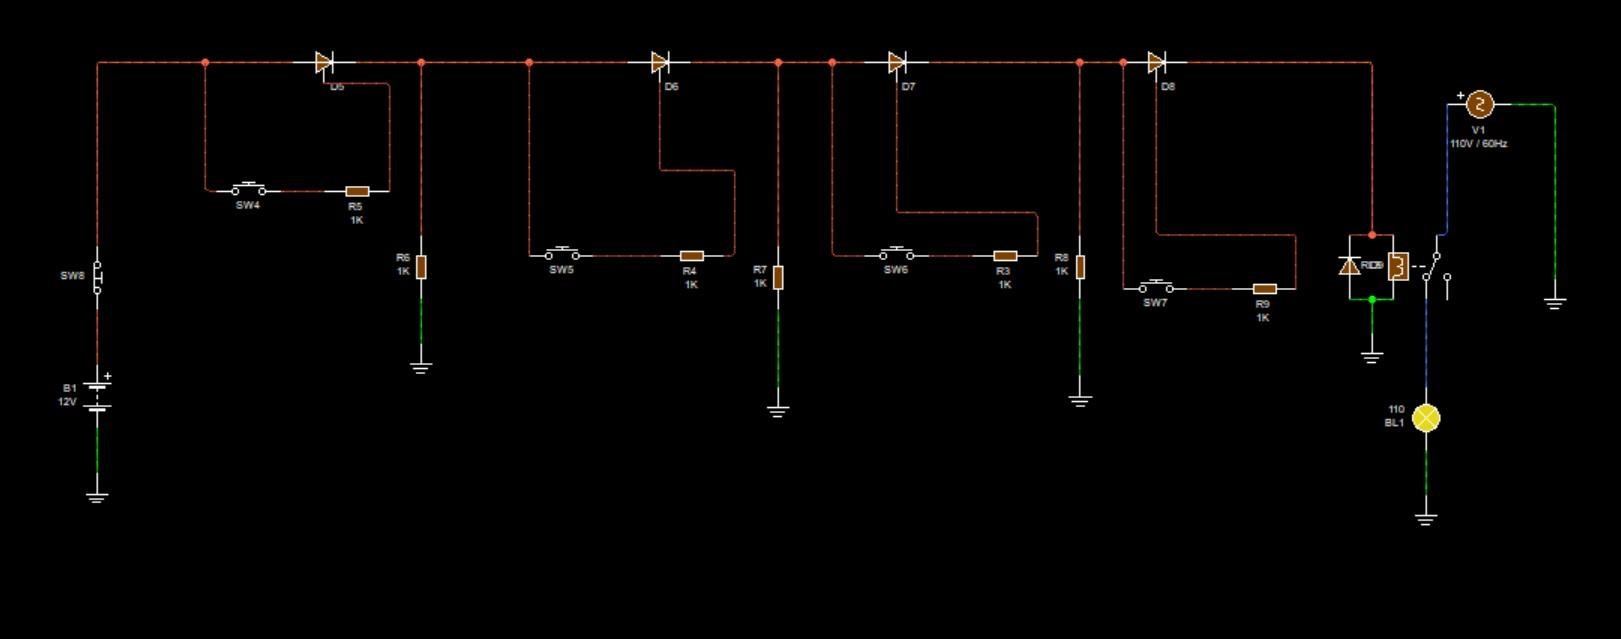 D5
D6
D7
D8
+
V1
110V / 60Hz
SW4
R5
1K
SW8
R6
1K
SW5
R4
1K
R7
1K
SW6
R3
1K
R8
1K
SW7
R9
1K
+
B1
12V
110
BL1